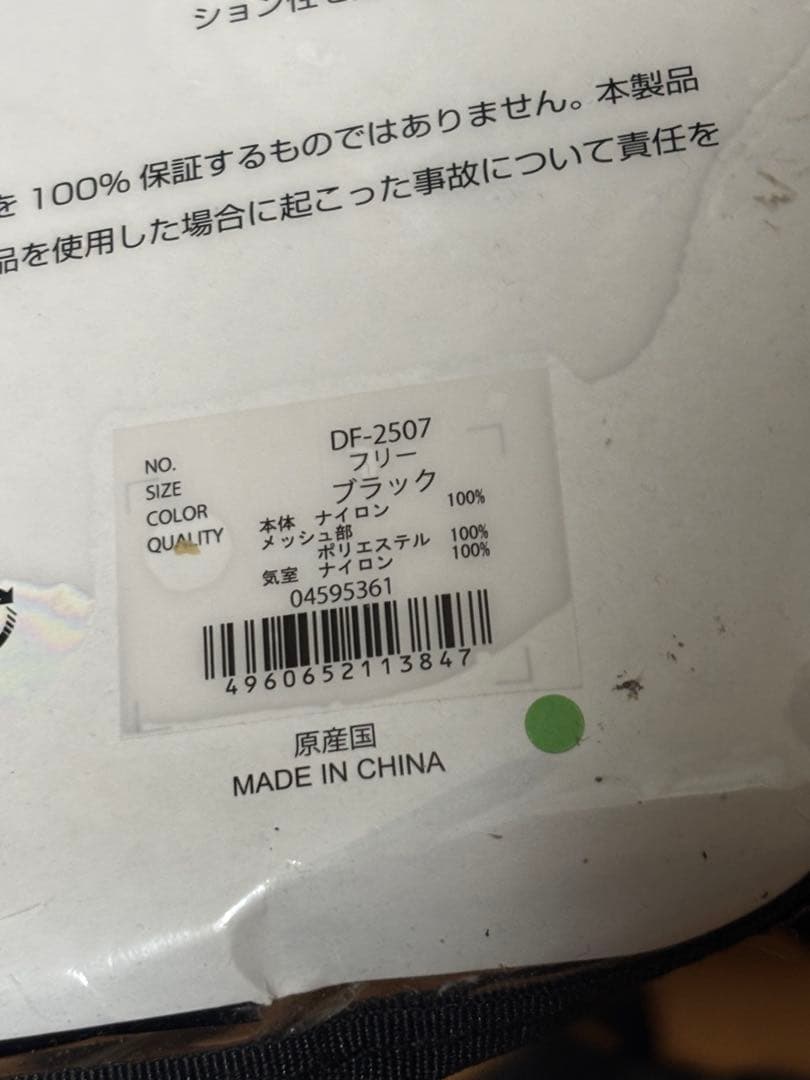 ション性
を 100% 保証するものではありません。本製品
品を使用した場合に起こった事故について責任を
NO. DF-2507
SIZE フリー
COLOR ブラック
QUALITY 本体 ナイロン 100%
メッシュ部
ポリエステル 100%
気室 ナイロン 100%
04595361
4960652113847
原産国
MADE IN CHINA